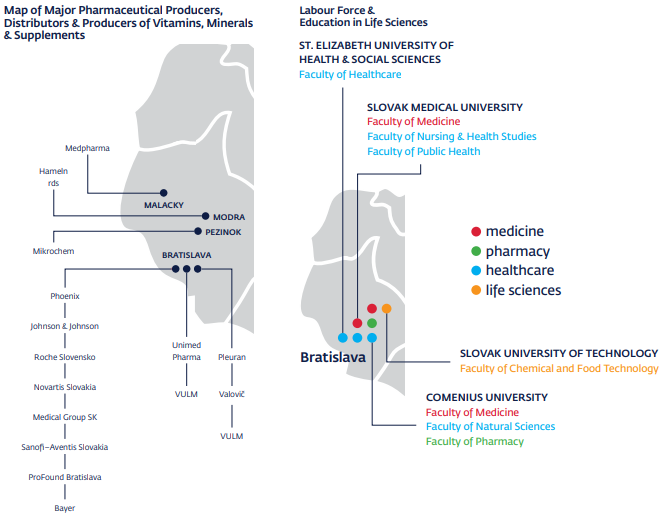 Map of Major Pharmaceutical Producers,
Distributors & Producers of Vitamins, Minerals
& Supplements
Medpharma
Hameln
rds
MALACKY
MODRA
PEZINOK
Mikrochem
BRATISLAVA
Phoenix
Johnson & Johnson
Roche Slovensko
Novartis Slovakia
Medical Group SK
Sanofi–Aventis Slovakia
ProFound Bratislava
Bayer
Unimed
Pharma
VULM
Pleuran
Valovič
VULM
Labour Force &
Education in Life Sciences
ST. ELIZABETH UNIVERSITY OF
HEALTH & SOCIAL SCIENCES
Faculty of Healthcare
SLOVAK MEDICAL UNIVERSITY
Faculty of Medicine
Faculty of Nursing & Health Studies
Faculty of Public Health
medicine
pharmacy
healthcare
life sciences
Bratislava
SLOVAK UNIVERSITY OF TECHNOLOGY
Faculty of Chemical and Food Technology
COMENIUS UNIVERSITY
Faculty of Medicine
Faculty of Natural Sciences
Faculty of Pharmacy